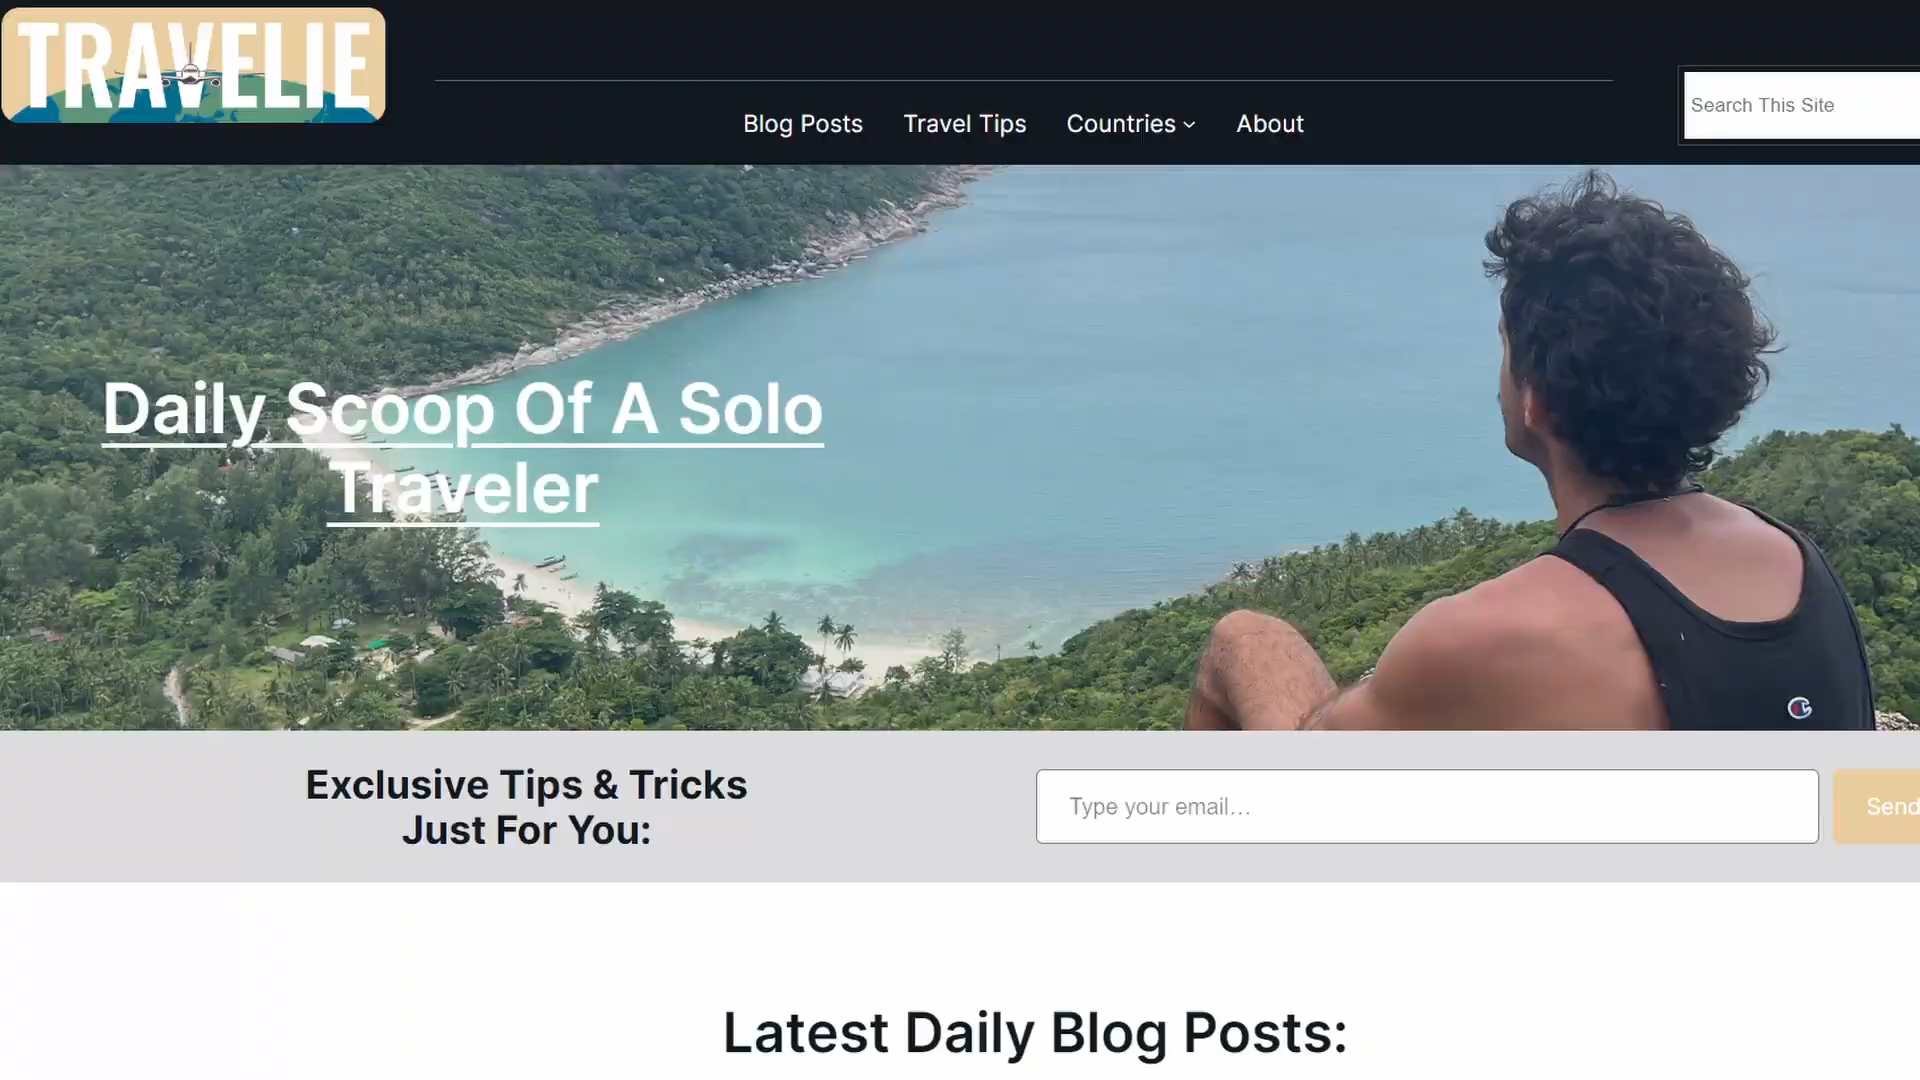 TRAVELIE
Search This Site
Blog Posts Travel Tips Countries About
Daily Scoop Of A Solo
Traveler
Exclusive Tips & Tricks
Just For You:
Type your email...
Send
Latest Daily Blog Posts: